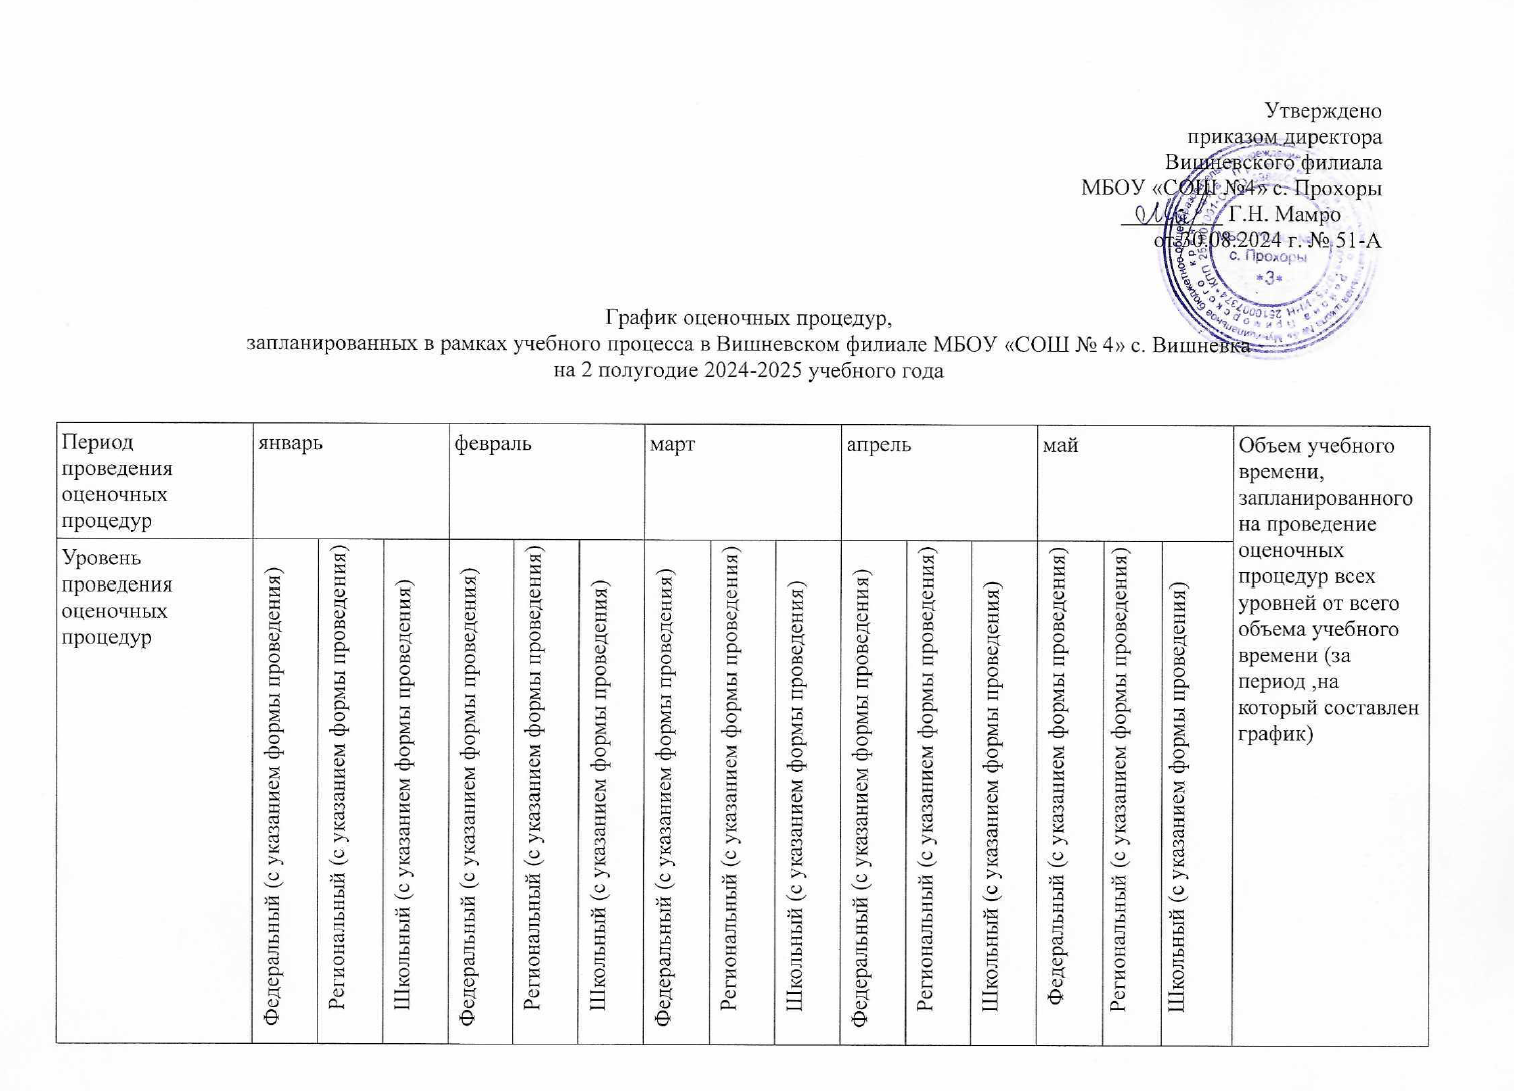 Утверждено
приказом директора
Вишневского филиала
МБОУ «СОШ №4» с. Прохоры
Г.Н. Мамро
от 30.08.2024 г. № 51-А
с. Прохоры
*3*
График оценочных процедур,
запланированных в рамках учебного процесса в Вишневском филиале МБОУ «СОШ № 4» с. Вишневка
на 2 полугодие 2024-2025 учебного года
Период
проведения
оценочных
процедур
январь
февраль
март
апрель
май
Объем учебного
времени,
запланированного
на проведение
оценочных
процедур всех
уровней от всего
объема учебного
времени (за
период ,на
который составлен
график)
Уровень
проведения
оценочных
процедур
Федеральный (с указанием формы проведения)
Региональный (с указанием формы проведения)
Школьный (с указанием формы проведения)
Федеральный (с указанием формы проведения)
Региональный (с указанием формы проведения)
Школьный (с указанием формы проведения)
Федеральный (с указанием формы проведения)
Региональный (с указанием формы проведения)
Школьный (с указанием формы проведения)
Федеральный (с указанием формы проведения)
Региональный (с указанием формы проведения)
Школьный (с указанием формы проведения)
Федеральный (с указанием формы проведения)
Региональный (с указанием формы проведения)
Школьный (с указанием формы проведения)